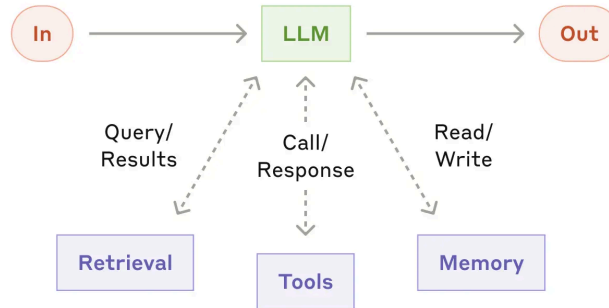 In
LLM
Out
Query/
Results
Call/
Response
Read/
Write
Retrieval
Tools
Memory